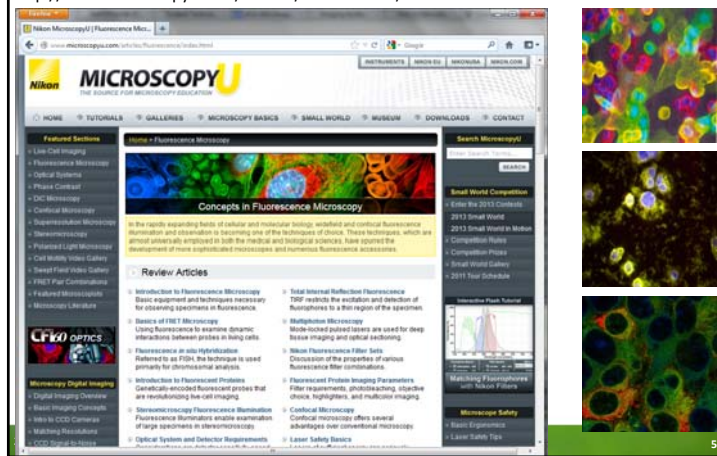 Firefox
Nikon MicroscopyU | Fluorescence Micr...
www.microscopyu.com/articles/fluorescence/index.html
Google
INSTRUMENTS NIKON EU NIKONUSA NIKON.COM
Nikon
MICROSCOPYU
THE SOURCE FOR MICROSCOPY EDUCATION
HOME TUTORIALS GALLERIES MICROSCOPY BASICS SMALL WORLD MUSEUM DOWNLOADS CONTACT
Featured Sections
Live-Cell Imaging
Fluorescence Microscopy
Optical Systems
Phase Contrast
DIC Microscopy
Confocal Microscopy
Superresolution Microscopy
Stereomicroscopy
Polarized Light Microscopy
Cell Motility Video Gallery
Swept Field Video Gallery
FRET Pair Combinations
Featured Microscopists
Microscopy Literature
CFI60 OPTICS
Microscopy Digital Imaging
Digital Imaging Overview
Basic Imaging Concepts
Intro to CCD Cameras
Matching Resolutions
CCD Signal-to-Noise
Home » Fluorescence Microscopy
Concepts in Fluorescence Microscopy
In the rapidly expanding fields of cellular and molecular biology, widefield and confocal fluorescence
illumination and observation is becoming one of the techniques of choice. These techniques, which are
almost universally employed in both the medical and biological sciences, have spurred the
development of more sophisticated microscopes and numerous fluorescence accessories.
Review Articles
Introduction to Fluorescence Microscopy
Basic equipment and techniques necessary
for observing specimens in fluorescence.
Basics of FRET Microscopy
Using fluorescence to examine dynamic
interactions between probes in living cells.
Fluorescence in situ Hybridization
Referred to as FISH, the technique is used
primarily for chromosomal analysis.
Introduction to Fluorescent Proteins
Genetically-encoded fluorescent probes that
are revolutionizing live-cell imaging.
Stereomicroscopy Fluorescence Illumination
Fluorescence illuminators enable examination
of large specimens in stereomicroscopy.
Optical System and Detector Requirements
Total Internal Reflection Fluorescence
TIRF restricts the excitation and detection of
fluorophores to a thin region of the specimen.
Multiphoton Microscopy
Mode-locked pulsed lasers are used for deep
tissue imaging and optical sectioning.
Nikon Fluorescence Filter Sets
Discussion of the properties of various
fluorescence filter combinations.
Fluorescent Protein Imaging Parameters
Filter requirements, photobleaching, objective
choice, highlighters, and multicolor imaging.
Confocal Microscopy
Confocal microscopy offers several
advantages over conventional microscopy.
Laser Safety Basics
Search MicroscopyU
Enter Search Terms...
SEARCH
Small World Competition
Enter the 2013 Contests
2013 Small World
2013 Small World in Motion
Competition Rules
Competition Prizes
Small World Gallery
2011 Tour Schedule
Interactive Flash Tutorial
Matching Fluorophores
with Nikon Filters
Microscope Safety
Basic Ergonomics
Laser Safety Tips
5